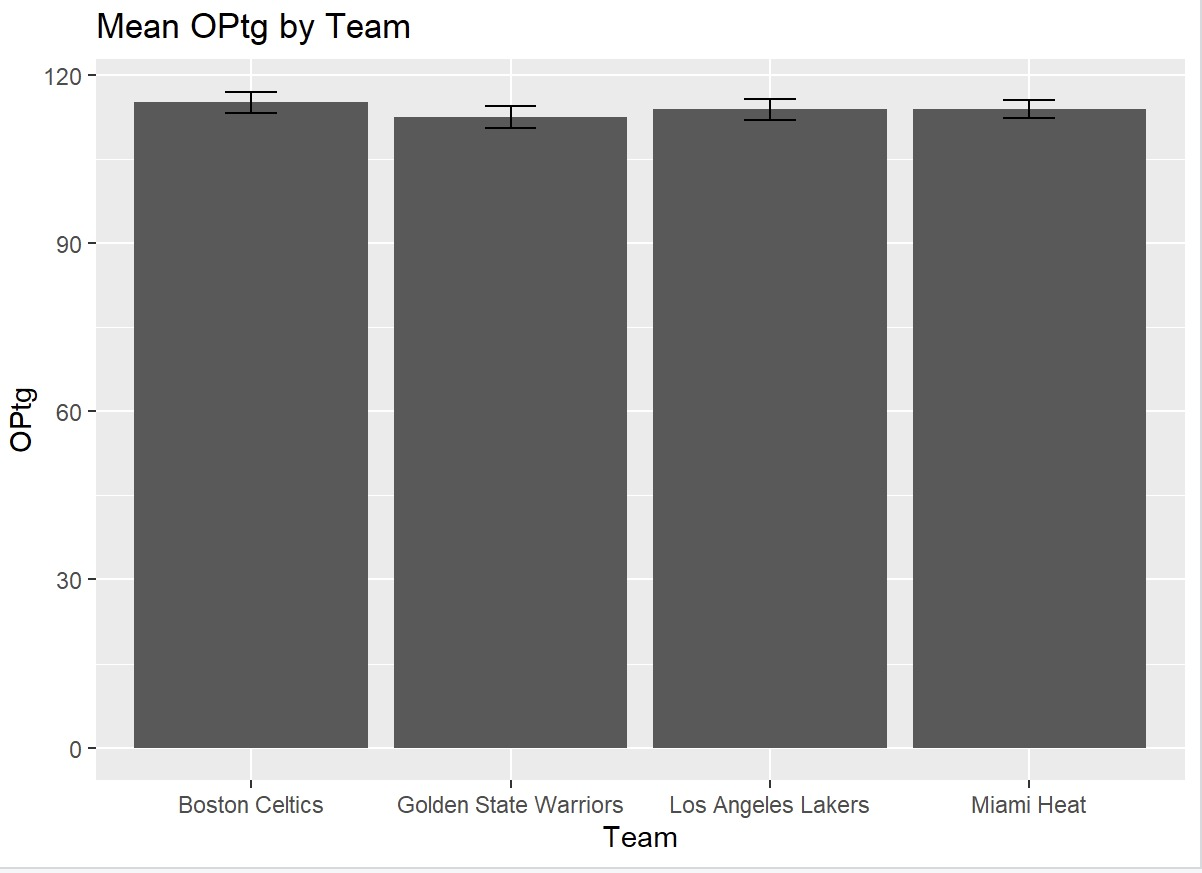 Mean OPtg by Team
120
90
60
30
0
OPtg
Boston Celtics Golden State Warriors Los Angeles Lakers Miami Heat
Team